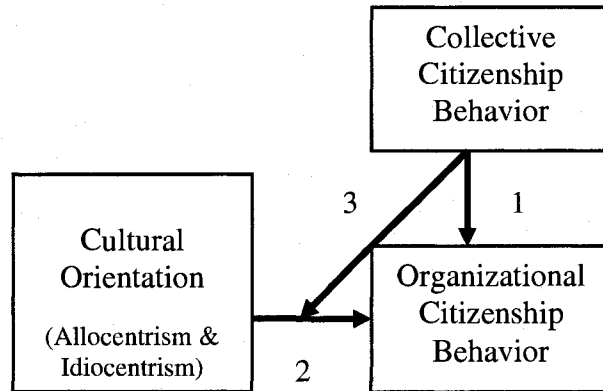 Collective
Citizenship
Behavior
3
1
Cultural
Orientation
(Allocentrism &
Idiocentrism)
Organizational
Citizenship
Behavior
2